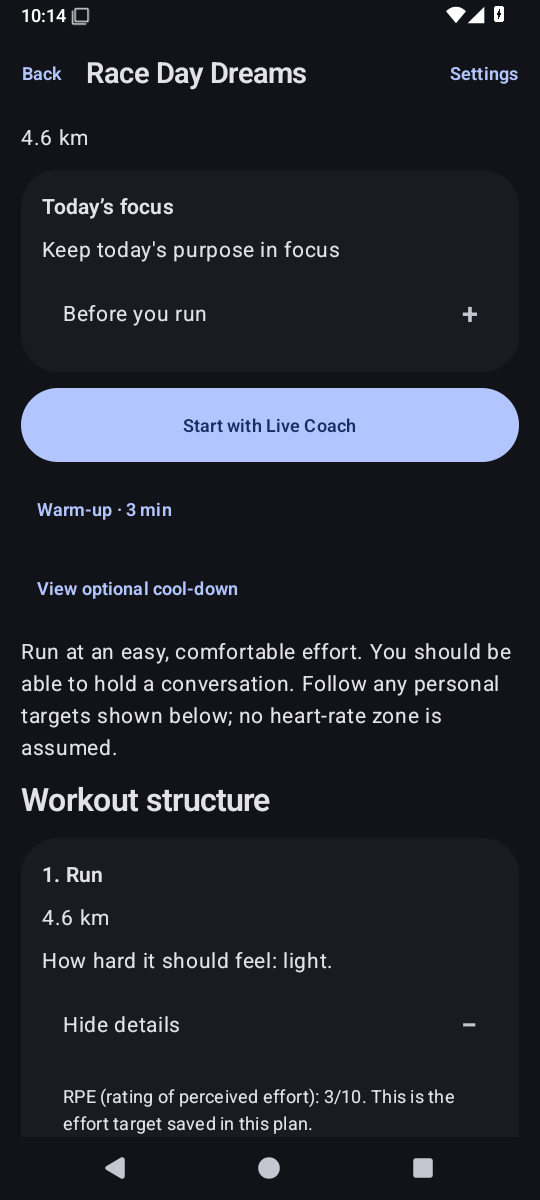 10:14
Back Race Day Dreams Settings
4.6 km
Today’s focus
Keep today's purpose in focus
Before you run +
Start with Live Coach
Warm-up · 3 min
View optional cool-down
Run at an easy, comfortable effort. You should be
able to hold a conversation. Follow any personal
targets shown below; no heart-rate zone is
assumed.
Workout structure
1. Run
4.6 km
How hard it should feel: light.
Hide details −
RPE (rating of perceived effort): 3/10. This is the
effort target saved in this plan.